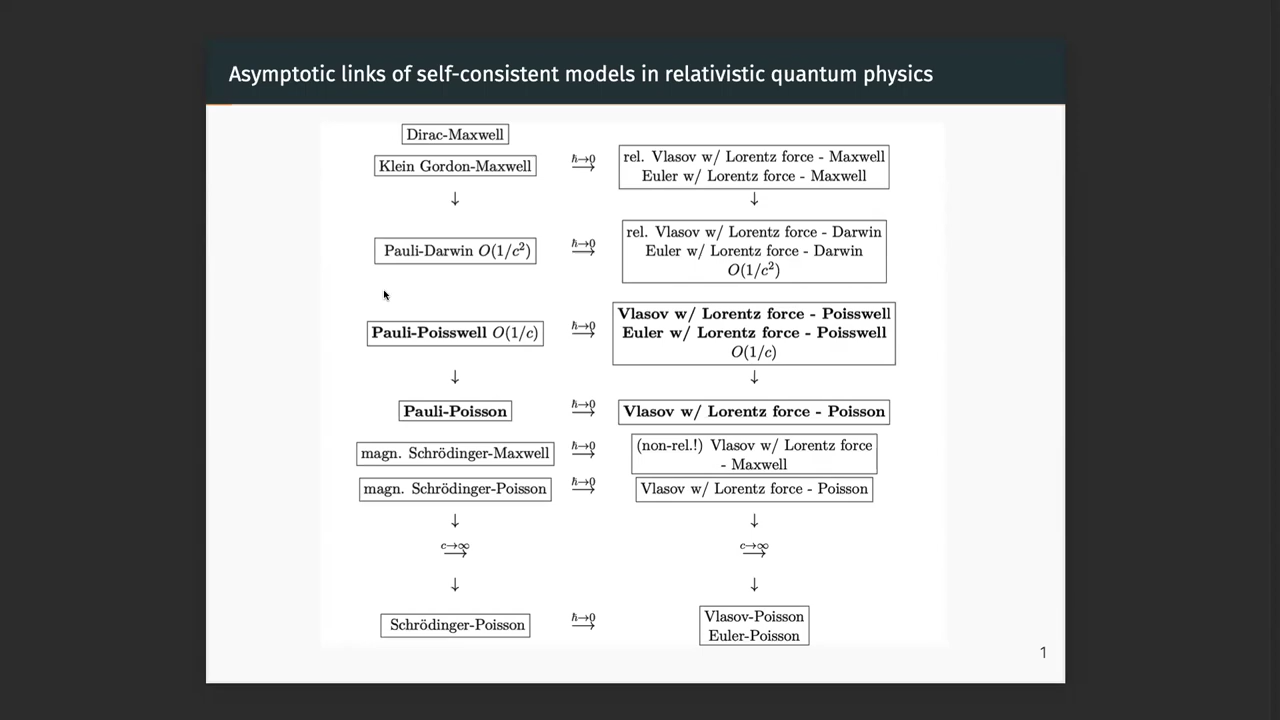 Asymptotic links of self-consistent models in relativistic quantum physics
Dirac-Maxwell
Klein Gordon-Maxwell
ħ→0
rel. Vlasov w/ Lorentz force - Maxwell
Euler w/ Lorentz force - Maxwell
↓ ↓
Pauli-Darwin O(1/c²)
ħ→0
rel. Vlasov w/ Lorentz force - Darwin
Euler w/ Lorentz force - Darwin
O(1/c²)
Pauli-Poisswell O(1/c)
ħ→0
Vlasov w/ Lorentz force - Poisswell
Euler w/ Lorentz force - Poisswell
O(1/c)
↓ ↓
Pauli-Poisson
ħ→0
Vlasov w/ Lorentz force - Poisson
magn. Schrödinger-Maxwell
ħ→0
(non-rel.!) Vlasov w/ Lorentz force
- Maxwell
magn. Schrödinger-Poisson
ħ→0
Vlasov w/ Lorentz force - Poisson
↓ ↓
c→∞
c→∞
↓ ↓
Schrödinger-Poisson
ħ→0
Vlasov-Poisson
Euler-Poisson
1